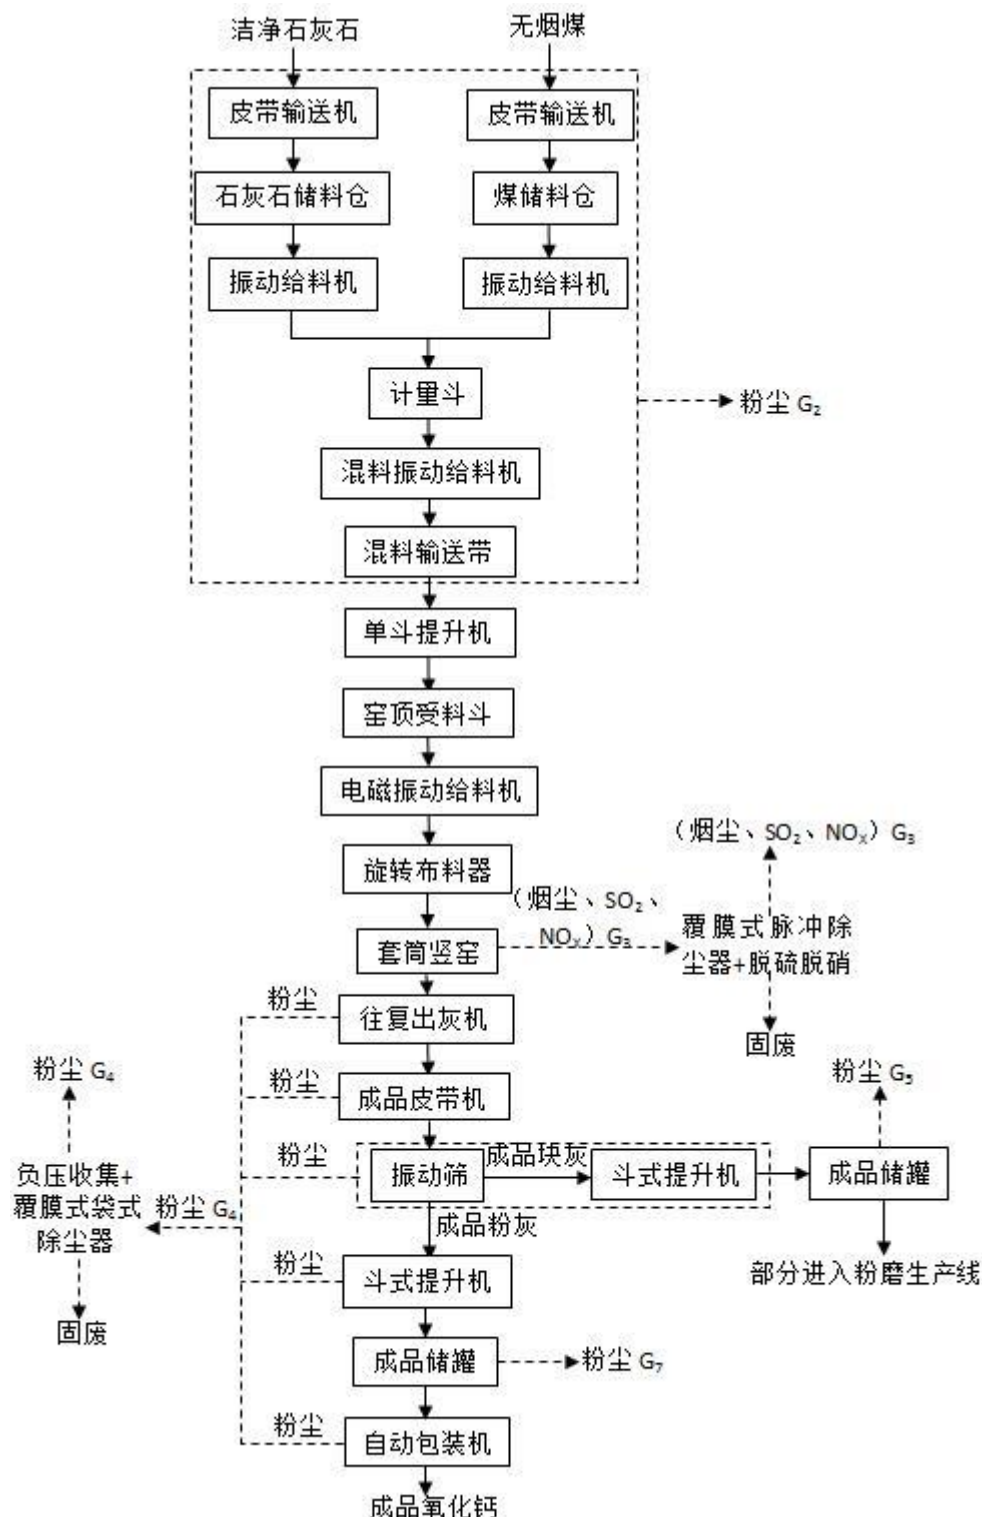 洁净石灰石
无烟煤
皮带输送机
皮带输送机
石灰石储料仓
煤储料仓
振动给料机
振动给料机
计量斗
粉尘 G₂
混料振动给料机
混料输送带
单斗提升机
窑顶受料斗
电磁振动给料机
（烟尘、SO₂、NOₓ）G₃
旋转布料器
（烟尘、SO₂、
NOₓ）G₃
覆膜式脉冲除
尘器+脱硫脱硝
套筒竖窑
固废
粉尘
往复出灰机
粉尘 G₄
粉尘
成品皮带机
粉尘 G₅
粉尘
振动筛
成品块灰
斗式提升机
成品储罐
负压收集+
覆膜式袋式
除尘器
粉尘 G₄
成品粉灰
部分进入粉磨生产线
粉尘
斗式提升机
固废
成品储罐
粉尘 G₇
粉尘
自动包装机
成品氧化钙